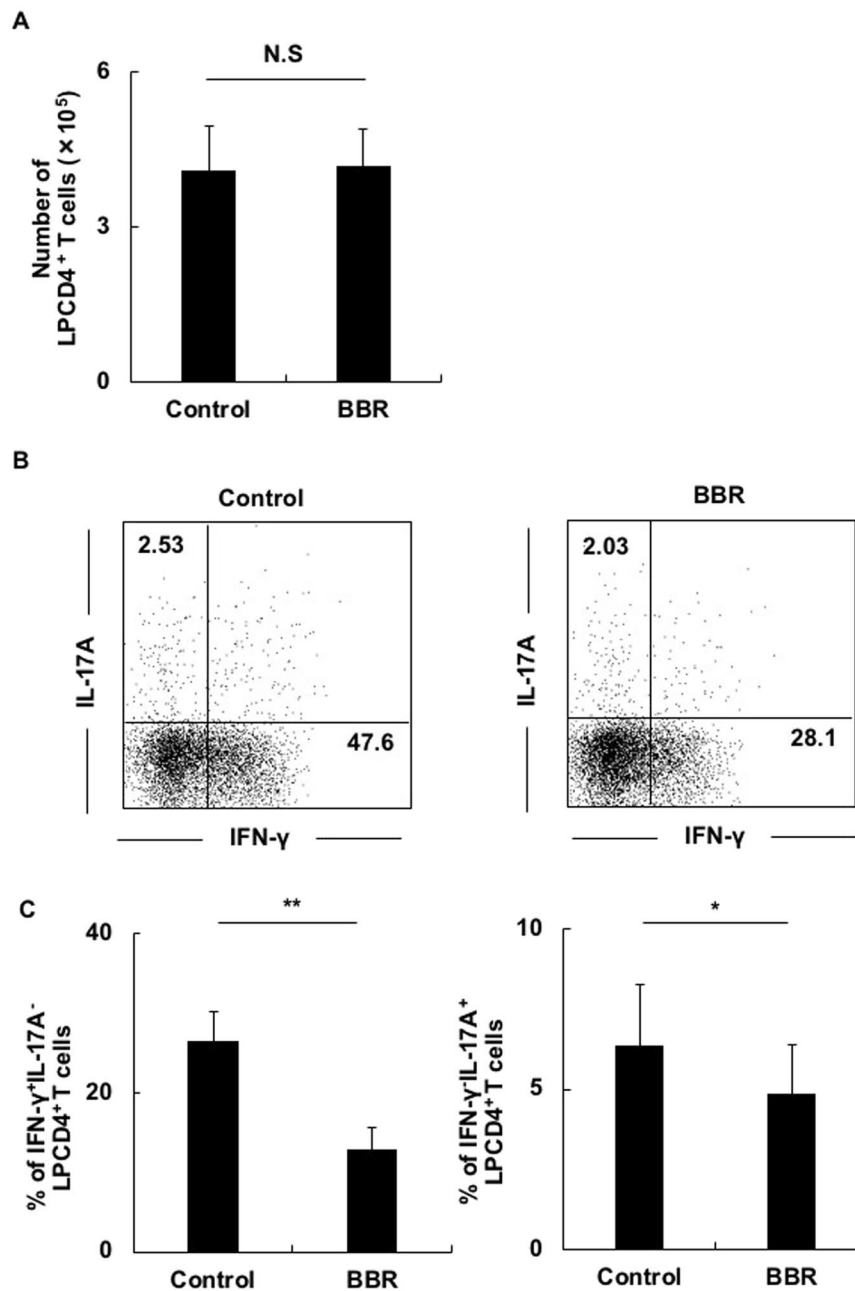 A
N.S
Number of
LPCD4⁺ T cells (×10⁵)
6
3
0
Control BBR
B
Control BBR
2.53
47.6
IL-17A
IFN-γ
2.03
28.1
IL-17A
IFN-γ
C
**
% of IFN-γ⁺IL-17A⁻
LPCD4⁺T cells
40
20
0
Control BBR
*
% of IFN-γ⁻IL-17A⁺
LPCD4⁺T cells
10
5
0
Control BBR